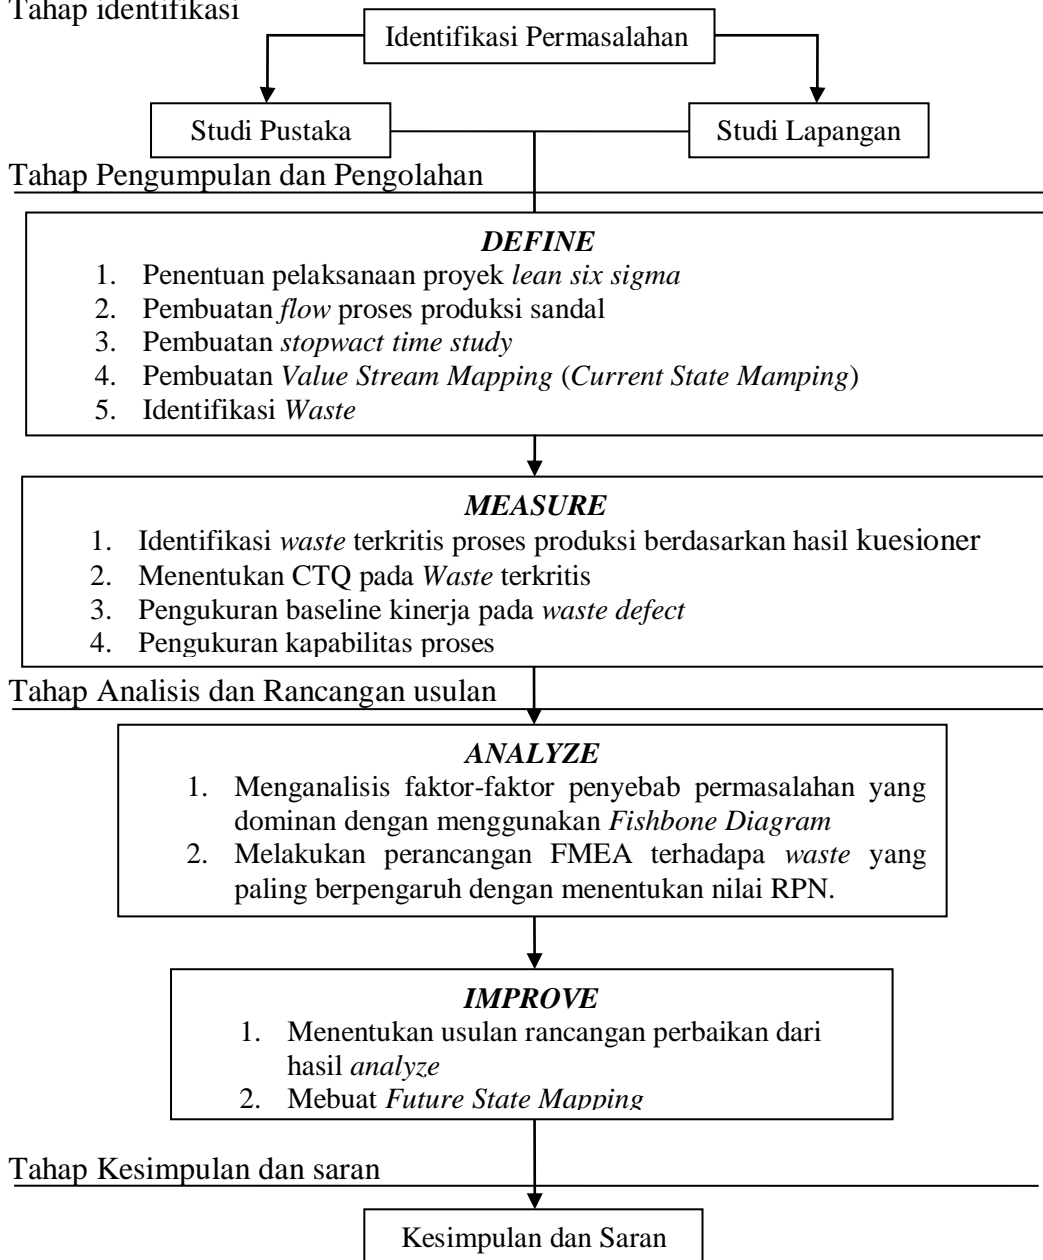 Tahap identifikasi
Identifikasi Permasalahan
Studi Pustaka
Studi Lapangan
Tahap Pengumpulan dan Pengolahan
DEFINE
1. Penentuan pelaksanaan proyek lean six sigma
2. Pembuatan flow proses produksi sandal
3. Pembuatan stopwact time study
4. Pembuatan Value Stream Mapping (Current State Mamping)
5. Identifikasi Waste
MEASURE
1. Identifikasi waste terkritis proses produksi berdasarkan hasil kuesioner
2. Menentukan CTQ pada Waste terkritis
3. Pengukuran baseline kinerja pada waste defect
4. Pengukuran kapabilitas proses
Tahap Analisis dan Rancangan usulan
ANALYZE
1. Menganalisis faktor-faktor penyebab permasalahan yang
dominan dengan menggunakan Fishbone Diagram
2. Melakukan perancangan FMEA terhadapa waste yang
paling berpengaruh dengan menentukan nilai RPN.
IMPROVE
1. Menentukan usulan rancangan perbaikan dari
hasil analyze
2. Mebuat Future State Mapping
Tahap Kesimpulan dan saran
Kesimpulan dan Saran